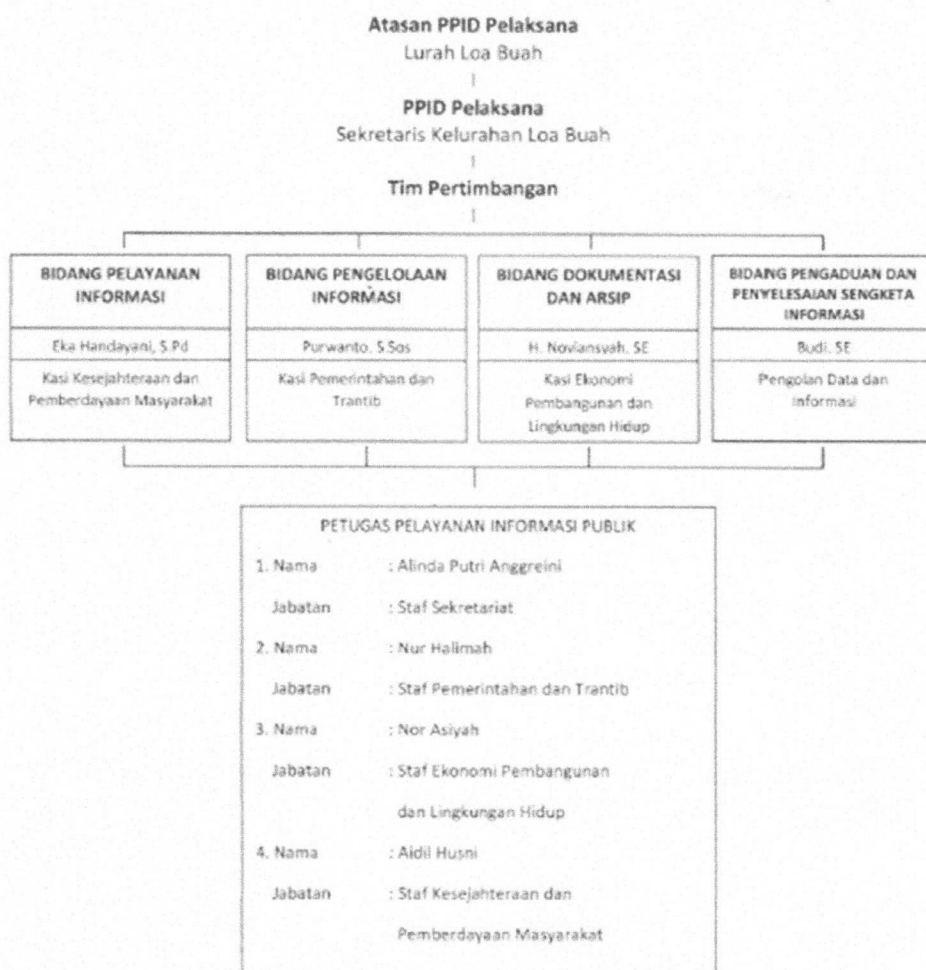 Atasan PPID Pelaksana
Lurah Loa Buah
PPID Pelaksana
Sekretaris Kelurahan Loa Buah
Tim Pertimbangan
BIDANG PELAYANAN
INFORMASI
Eka Handayani, S.Pd
Kasi Kesejahteraan dan
Pemberdayaan Masyarakat
BIDANG PENGELOLAAN
INFORMASI
Purwanto, S.Sos
Kasi Pemerintahan dan
Trantib
BIDANG DOKUMENTASI
DAN ARSIP
H. Noviansyah, SE
Kasi Ekonomi
Pembangunan dan
Lingkungan Hidup
BIDANG PENGADUAN DAN
PENYELESAIAN SENGKETA
INFORMASI
Budi, SE
Pengolan Data dan
Informasi
PETUGAS PELAYANAN INFORMASI PUBLIK
1. Nama : Alinda Putri Anggreini
Jabatan : Staf Sekretariat
2. Nama : Nur Halimah
Jabatan : Staf Pemerintahan dan Trantib
3. Nama : Nor Asiyah
Jabatan : Staf Ekonomi Pembangunan
dan Lingkungan Hidup
4. Nama : Aidil Husni
Jabatan : Staf Kesejahteraan dan
Pemberdayaan Masyarakat